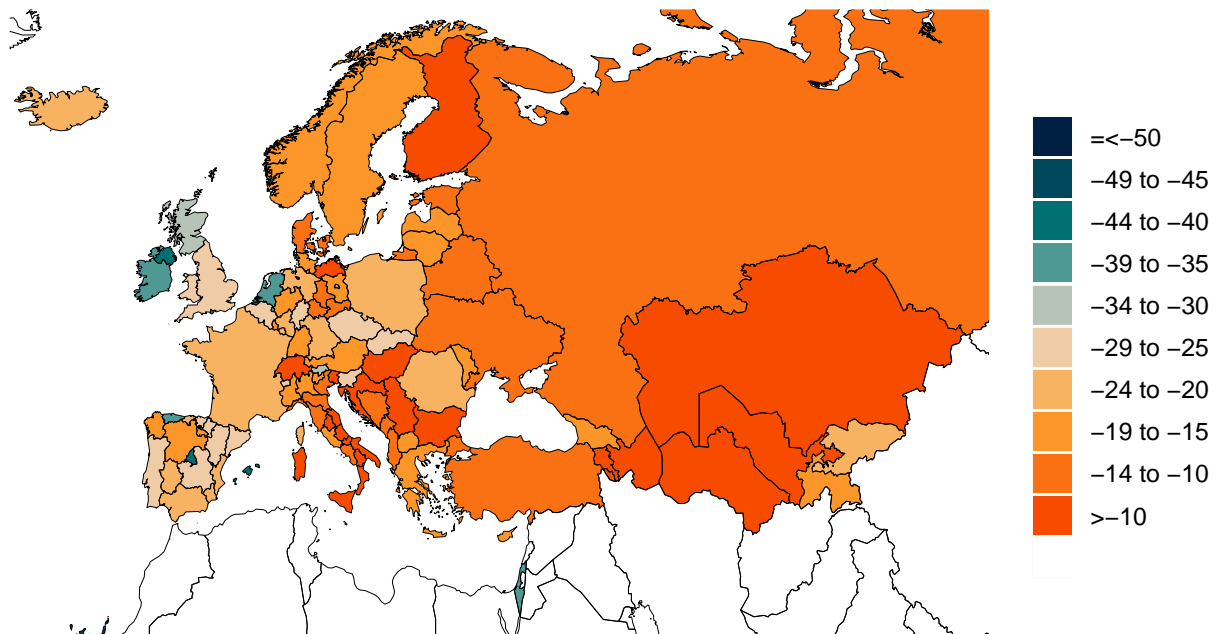 =<−50
−49 to −45
−44 to −40
−39 to −35
−34 to −30
−29 to −25
−24 to −20
−19 to −15
−14 to −10
>−10